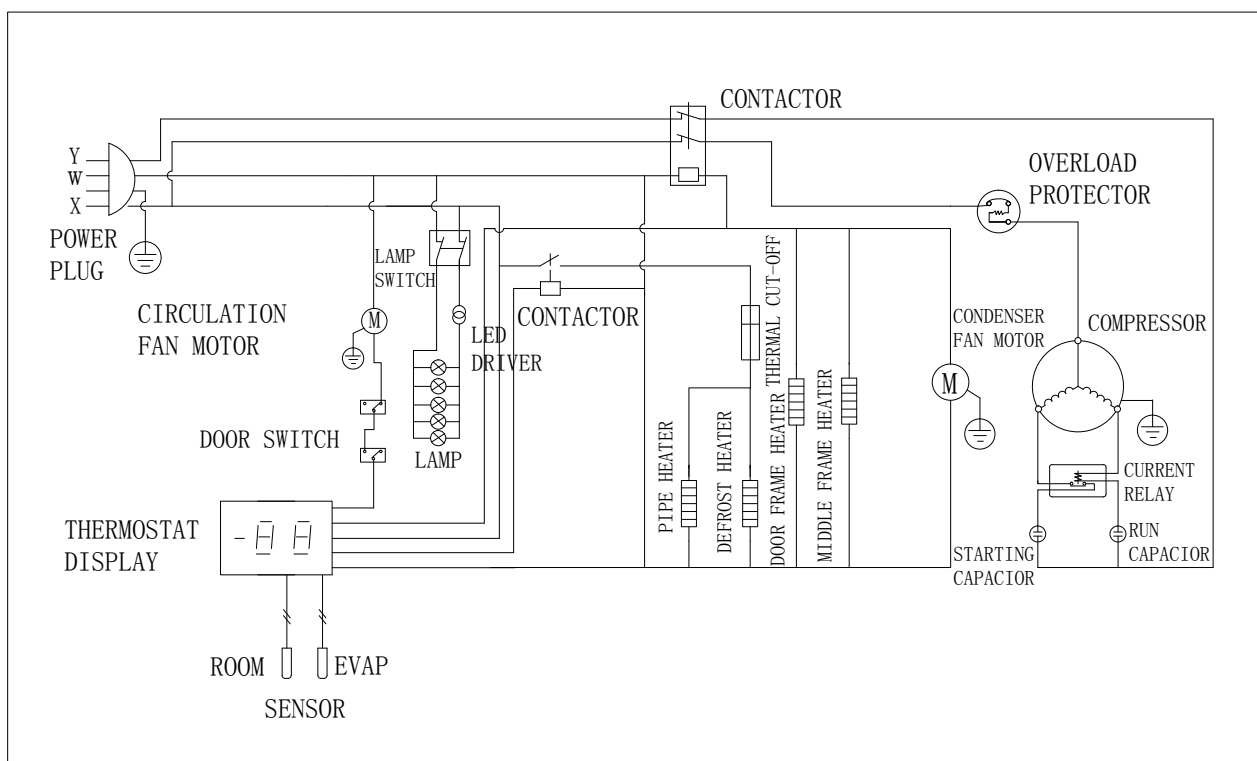 CONTACTOR
Y
W
X
POWER
PLUG
OVERLOAD
PROTECTOR
LAMP
SWITCH
CIRCULATION
FAN MOTOR
M
LED
DRIVER
CONTACTOR
THERMAL CUT-OFF
CONDENSER
FAN MOTOR
M
COMPRESSOR
DOOR SWITCH
LAMP
PIPE HEATER
DEFROST HEATER
DOOR FRAME HEATER
MIDDLE FRAME HEATER
CURRENT
RELAY
THERMOSTAT
DISPLAY
-88
STARTING
CAPACIOR
RUN
CAPACIOR
ROOM
EVAP
SENSOR